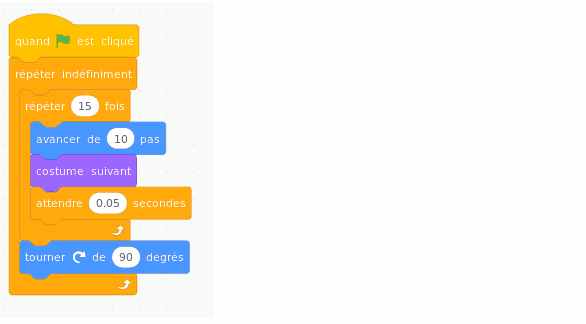 quand est clique
répéter indéfiniment
répéter 15 fois
avancer de 10 pas
costume suivant
attendre 0.05 secondes
tourner de 90 degrés